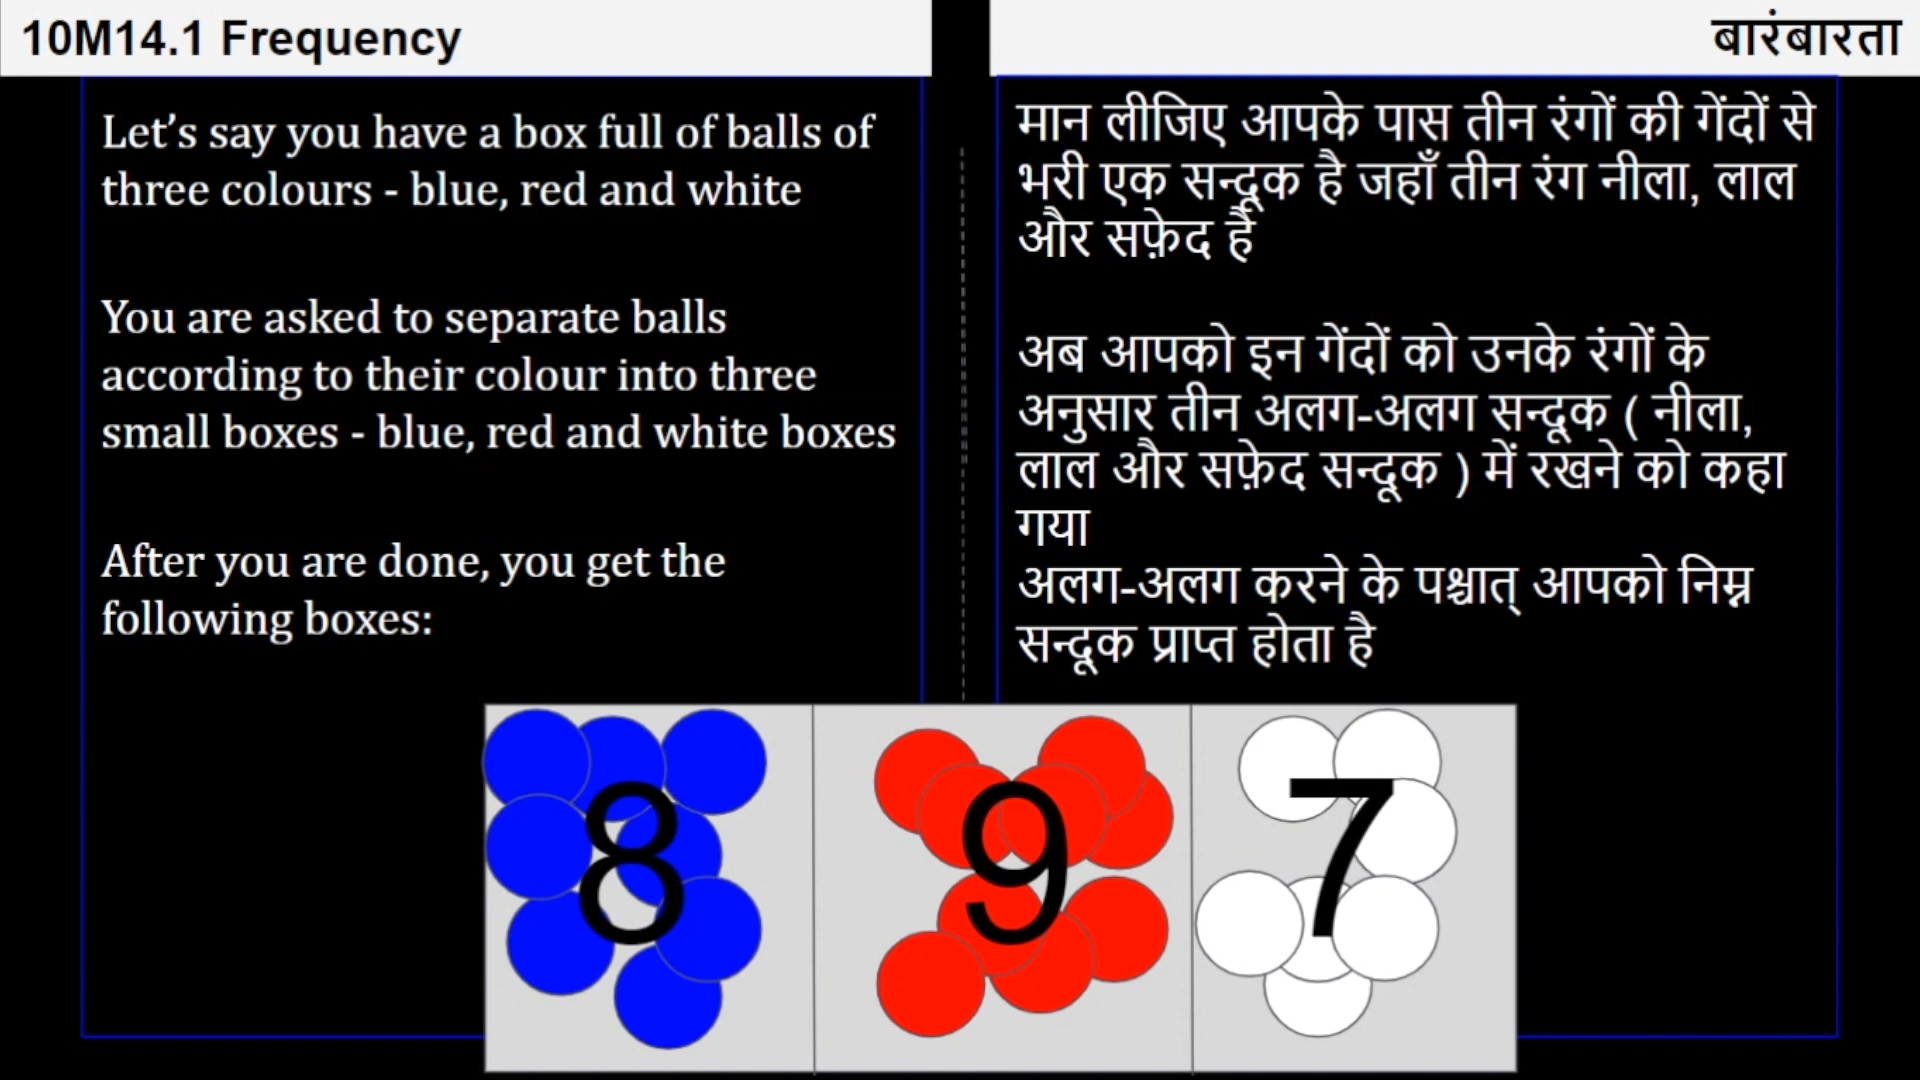 10M14.1 Frequency
बारंबारता
Let’s say you have a box full of balls of
three colours - blue, red and white
You are asked to separate balls
according to their colour into three
small boxes - blue, red and white boxes
After you are done, you get the
following boxes:
मान लीजिए आपके पास तीन रंगों की गेंदों से
भरी एक सन्दूक है जहाँ तीन रंग नीला, लाल
और सफ़ेद हैं
अब आपको इन गेंदों को उनके रंगों के
अनुसार तीन अलग-अलग सन्दूक ( नीला,
लाल और सफ़ेद सन्दूक ) में रखने को कहा
गया
अलग-अलग करने के पश्चात् आपको निम्न
सन्दूक प्राप्त होता है
8
9
7